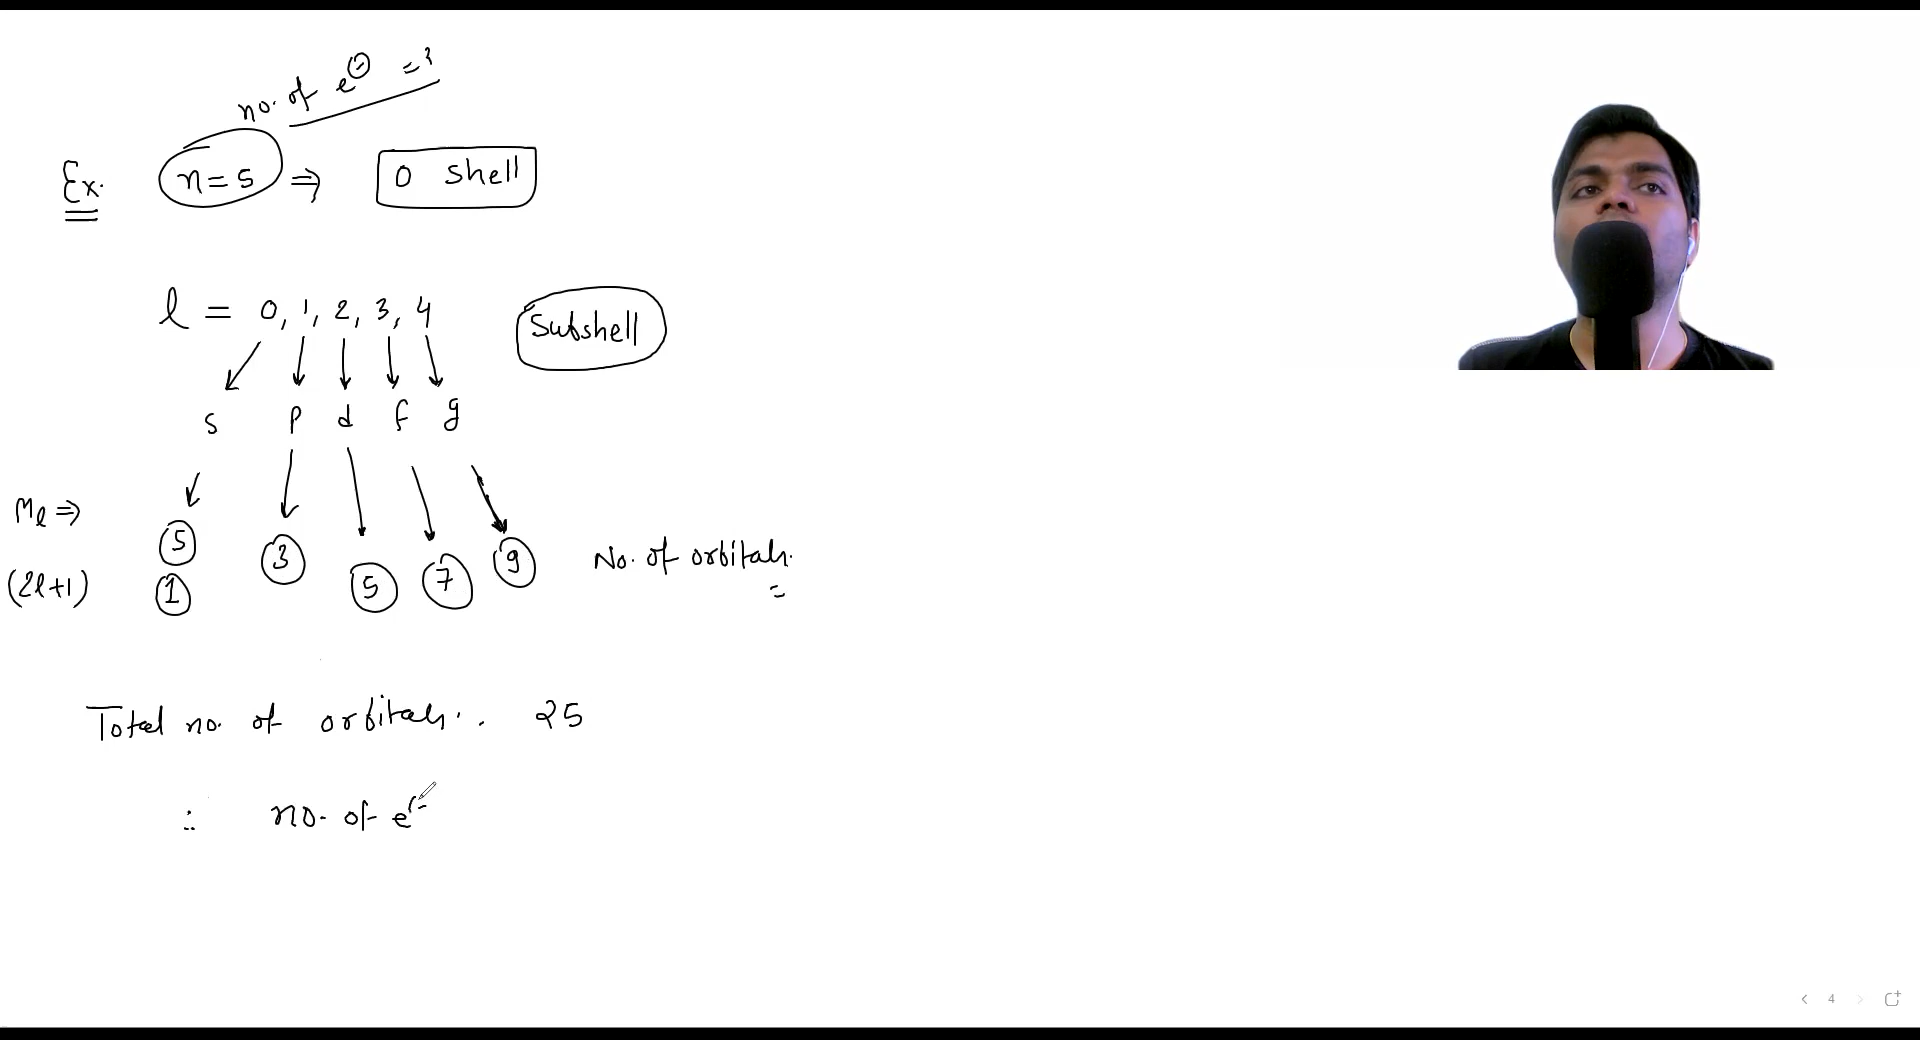 no. of e⊖ = ?
Ex. n = 5 ⇒ O shell
l = 0, 1, 2, 3, 4 Subshell
s p d f g
Ml ⇒
5 3 5 7 9 No. of orbitals.
(2l+1) 1
Total no. of orbitals. . 25
∴ no. of e
4